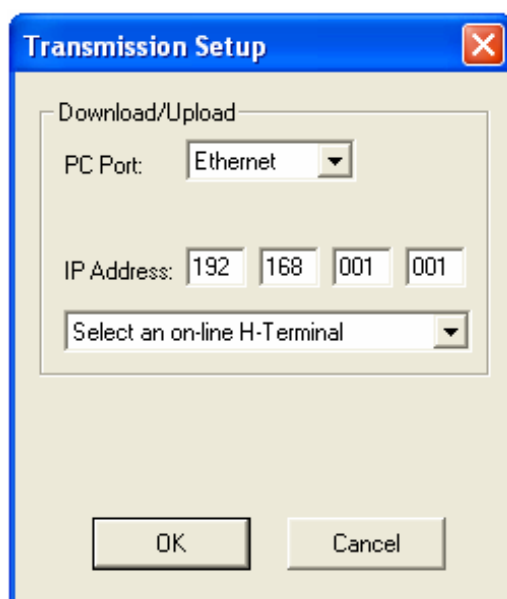 Transmission Setup
Download/Upload
PC Port: Ethernet
IP Address: 192 168 001 001
Select an on-line H-Terminal
OK Cancel